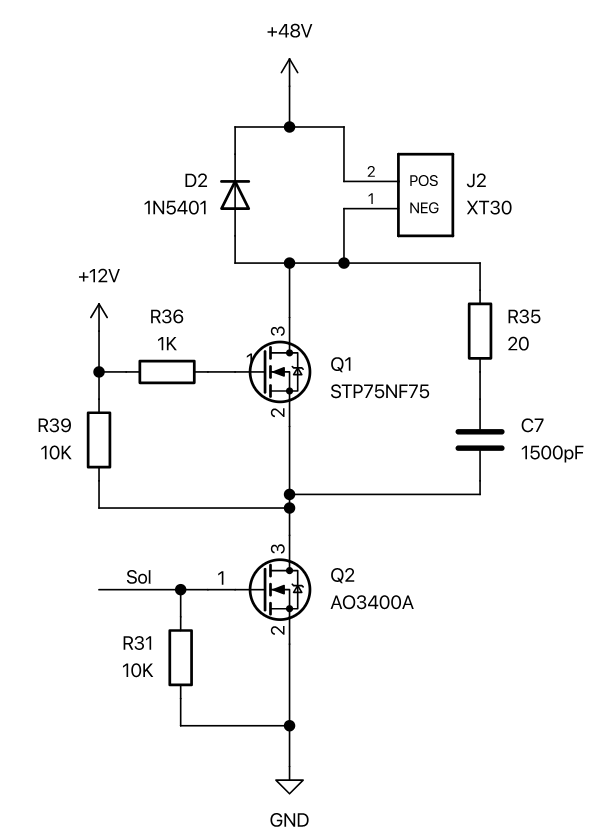 +48V
2
POS
D2
J2
1N5401
1
NEG
XT30
+12V
R36
1K
3
R35
20
1
Q1
STP75NF75
2
R39
10K
C7
1500pF
3
Sol
1
Q2
AO3400A
2
R31
10K
GND